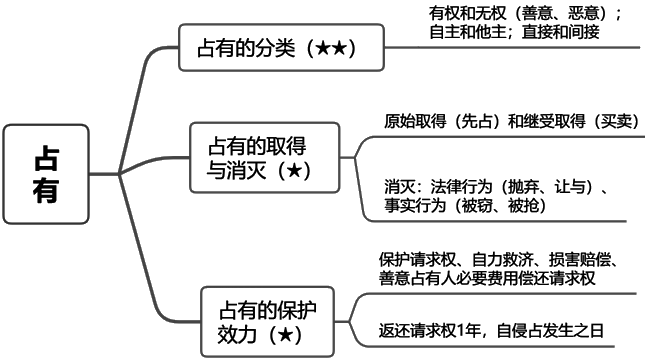 占
有
占有的分类（★★）
有权和无权（善意、恶意）；
自主和他主；直接和间接
占有的取得
与消灭（★）
原始取得（先占）和继受取得（买卖）
消灭：法律行为（抛弃、让与）、
事实行为（被窃、被抢）
占有的保护
效力（★）
保护请求权、自力救济、损害赔偿、
善意占有人必要费用偿还请求权
返还请求权1年，自侵占发生之日